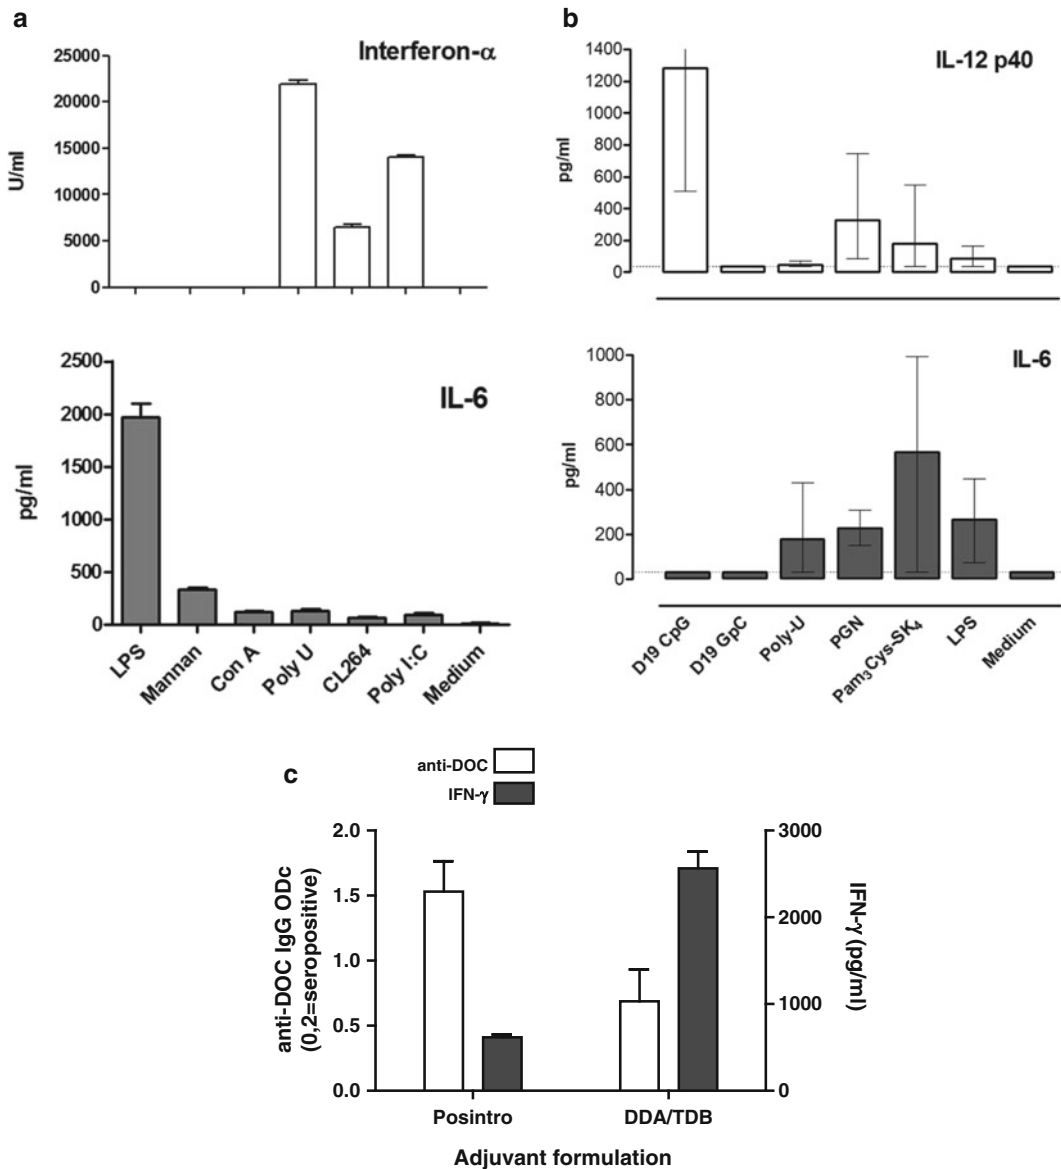 a
Interferon-α
U/ml
25000
20000
15000
10000
5000
0
IL-6
pg/ml
2500
2000
1500
1000
500
0
LPS
Mannan
Con A
Poly U
CL264
Poly I:C
Medium
b
IL-12 p40
pg/ml
1400
1200
1000
800
600
400
200
0
IL-6
pg/ml
1000
800
600
400
200
0
D19 CpG
D19 GpC
Poly-U
PGN
Pam₃Cys-SK₄
LPS
Medium
c
anti-DOC
IFN-γ
anti-DOC IgG ODc
(0,2=seropositive)
2.0
1.5
1.0
0.5
0.0
3000
2000
1000
0
IFN-γ (pg/ml)
Posintro
DDA/TDB
Adjuvant formulation